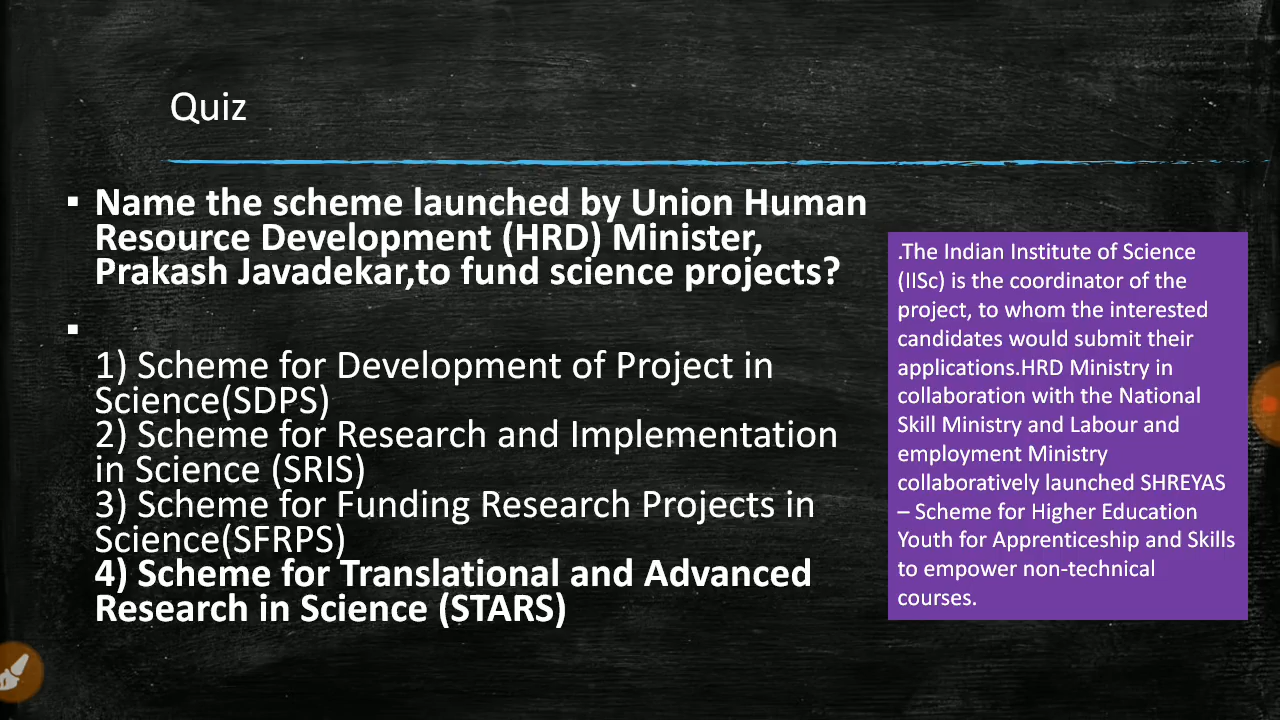 Quiz
Name the scheme launched by Union Human
Resource Development (HRD) Minister,
Prakash Javadekar,to fund science projects?
1) Scheme for Development of Project in
Science(SDPS)
2) Scheme for Research and Implementation
in Science (SRIS)
3) Scheme for Funding Research Projects in
Science(SFRPS)
4) Scheme for Translational and Advanced
Research in Science (STARS)
.The Indian Institute of Science
(IISc) is the coordinator of the
project, to whom the interested
candidates would submit their
applications.HRD Ministry in
collaboration with the National
Skill Ministry and Labour and
employment Ministry
collaboratively launched SHREYAS
– Scheme for Higher Education
Youth for Apprenticeship and Skills
to empower non-technical
courses.